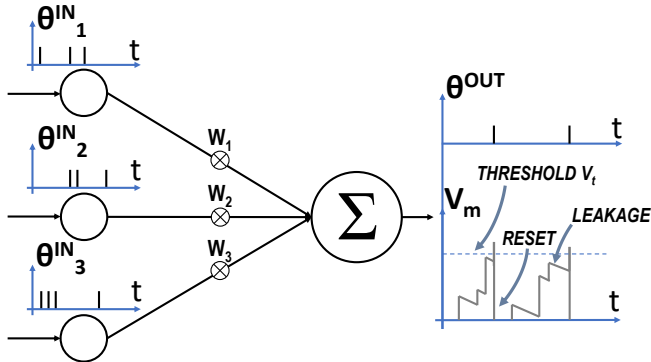 θIN1
t
θIN2
t
θIN3
t
W1
W2
W3
Σ
θOUT
t
THRESHOLD Vt
Vm
RESET
LEAKAGE
t